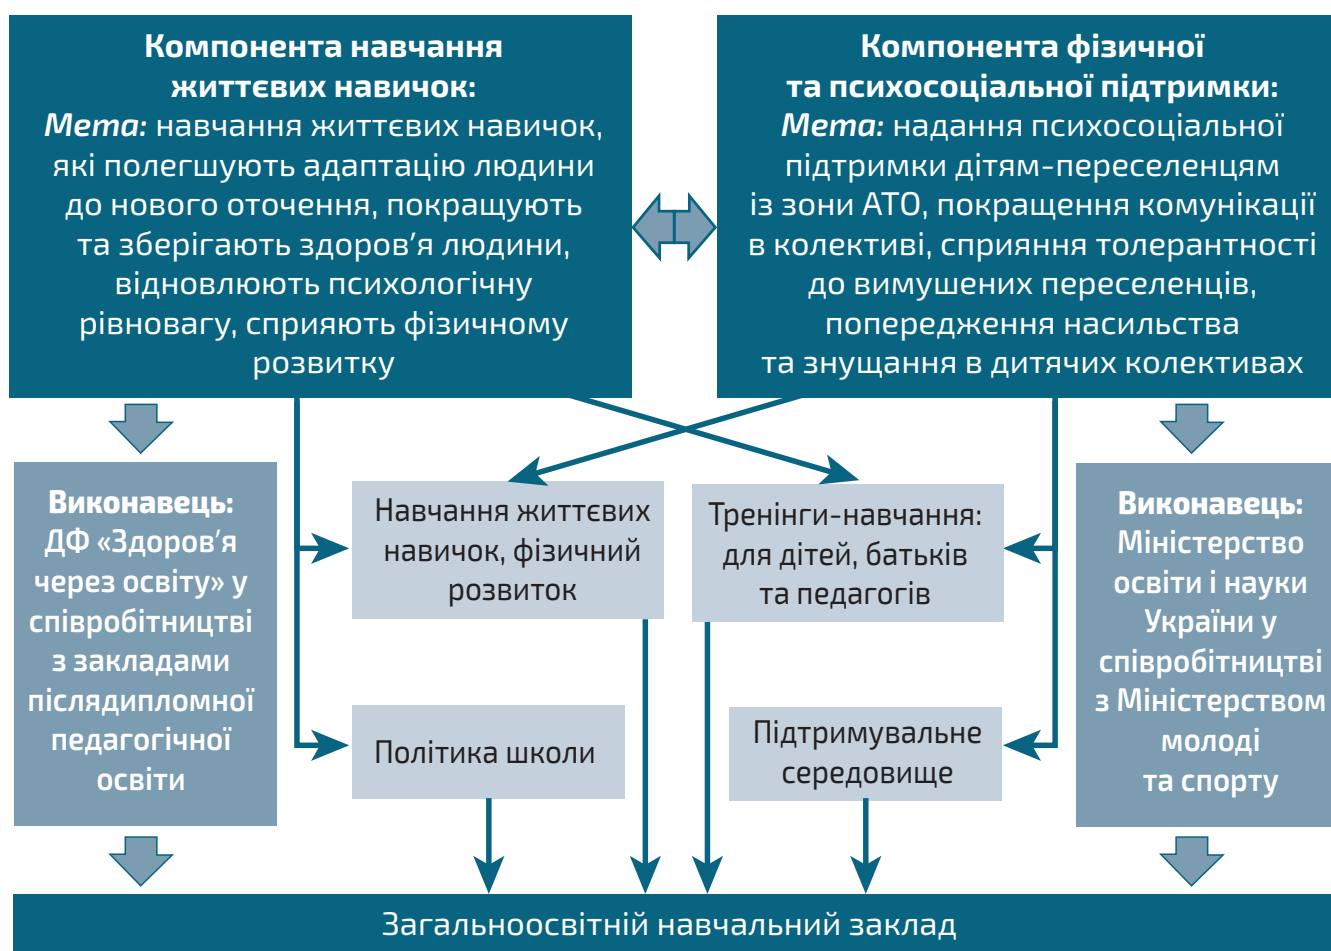 Компонента навчання
життєвих навичок:
Мета: навчання життєвих навичок,
які полегшують адаптацію людини
до нового оточення, покращують
та зберігають здоров’я людини,
відновлюють психологічну
рівновагу, сприяють фізичному
розвитку
Компонента фізичної
та психосоціальної підтримки:
Мета: надання психосоціальної
підтримки дітям-переселенцям
із зони АТО, покращення комунікації
в колективі, сприяння толерантності
до вимушених переселенців,
попередження насильства
та знущання в дитячих колективах
Виконавець:
ДФ «Здоров’я
через освіту» у
співробітництві
з закладами
післядипломної
педагогічної
освіти
Навчання життєвих
навичок, фізичний
розвиток
Тренінги-навчання:
для дітей, батьків
та педагогів
Політика школи
Підтримувальне
середовище
Виконавець:
Міністерство
освіти і науки
України у
співробітництві
з Міністерством
молоді
та спорту
Загальноосвітній навчальний заклад